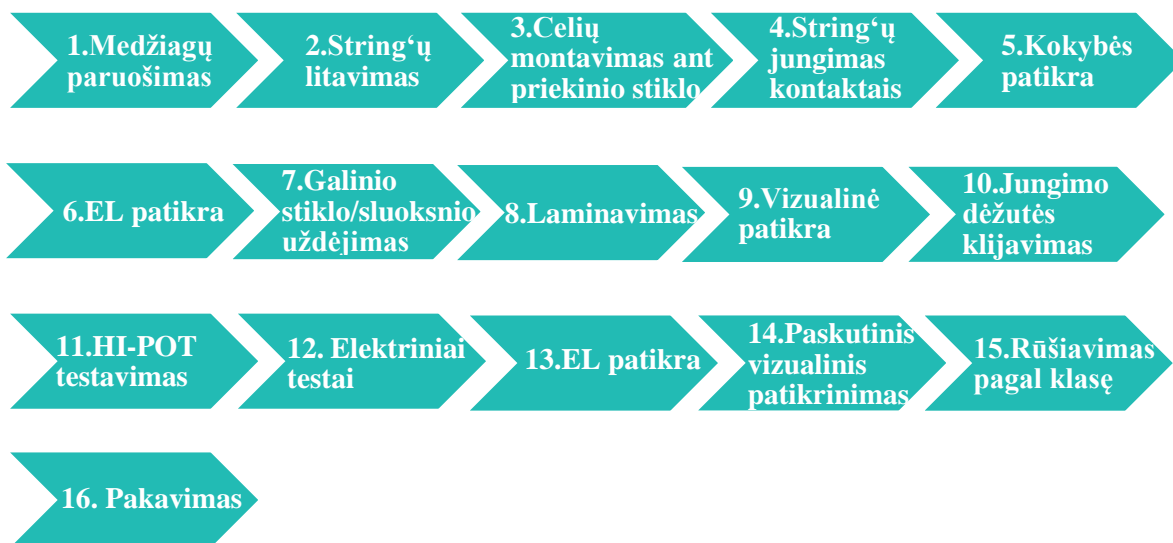 1.Medžiagų
paruošimas
2.String‘ų
litavimas
3.Celių
montavimas ant
priekinio stiklo
4.String‘ų
jungimas
kontaktais
5.Kokybės
patikra
6.EL patikra
7.Galinio
stiklo/sluoksnio
uždėjimas
8.Laminavimas
9.Vizualinė
patikra
10.Jungimo
dėžutės
klijavimas
11.HI-POT
testavimas
12. Elektriniai
testai
13.EL patikra
14.Paskutinis
vizualinis
patikrinimas
15.Rūšiavimas
pagal klasę
16. Pakavimas